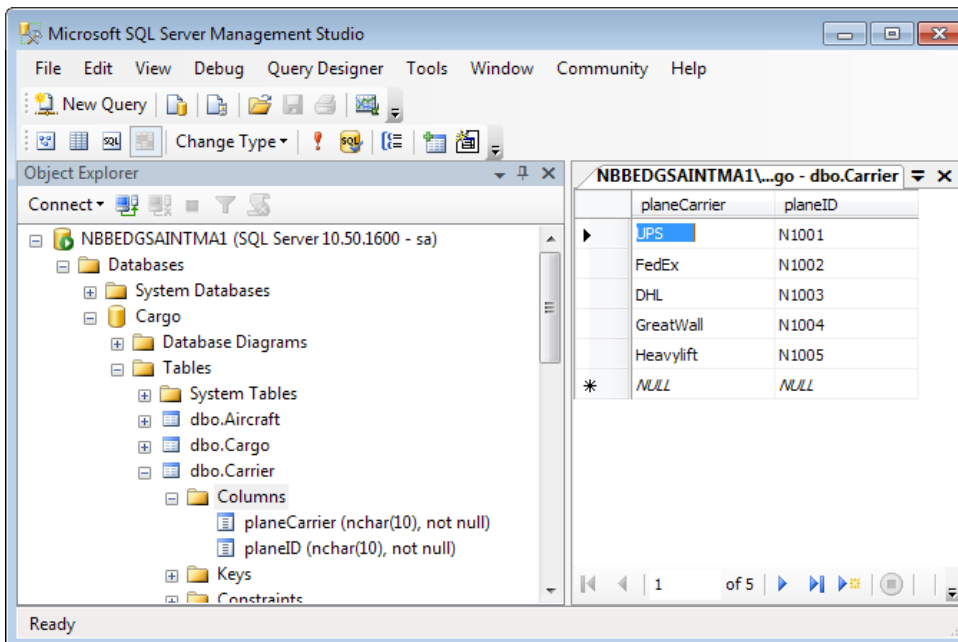 Microsoft SQL Server Management Studio
File Edit View Debug Query Designer Tools Window Community Help
New Query
SQL Change Type SQL
Object Explorer
Connect
NBBEDGSAINTMA1 (SQL Server 10.50.1600 - sa)
Databases
System Databases
Cargo
Database Diagrams
Tables
System Tables
dbo.Aircraft
dbo.Cargo
dbo.Carrier
Columns
planeCarrier (nchar(10), not null)
planeID (nchar(10), not null)
Keys
Constraints
NBBEDGSAINTMA1\...go - dbo.Carrier
planeCarrier planeID
UPS N1001
FedEx N1002
DHL N1003
GreatWall N1004
Heavylift N1005
NULL NULL
1 of 5
Ready